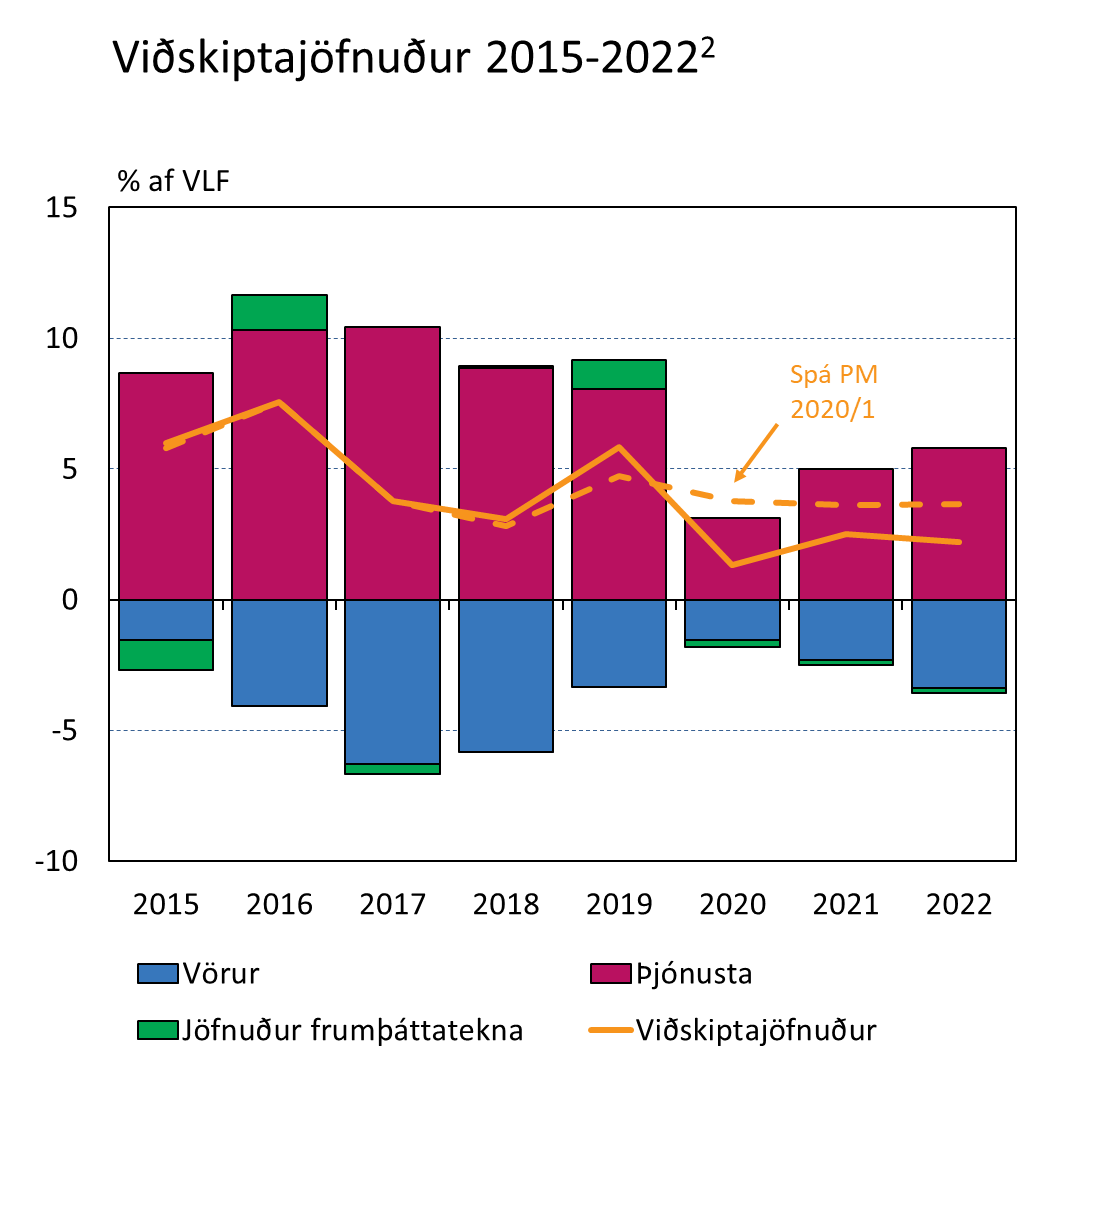 Viðskiptajöfnuður 2015-2022²
% af VLF
15
10
5
0
-5
-10
Spá PM
2020/1
2015 2016 2017 2018 2019 2020 2021 2022
Vörur Þjónusta
Jöfnuður frumþáttatekna Viðskiptajöfnuður